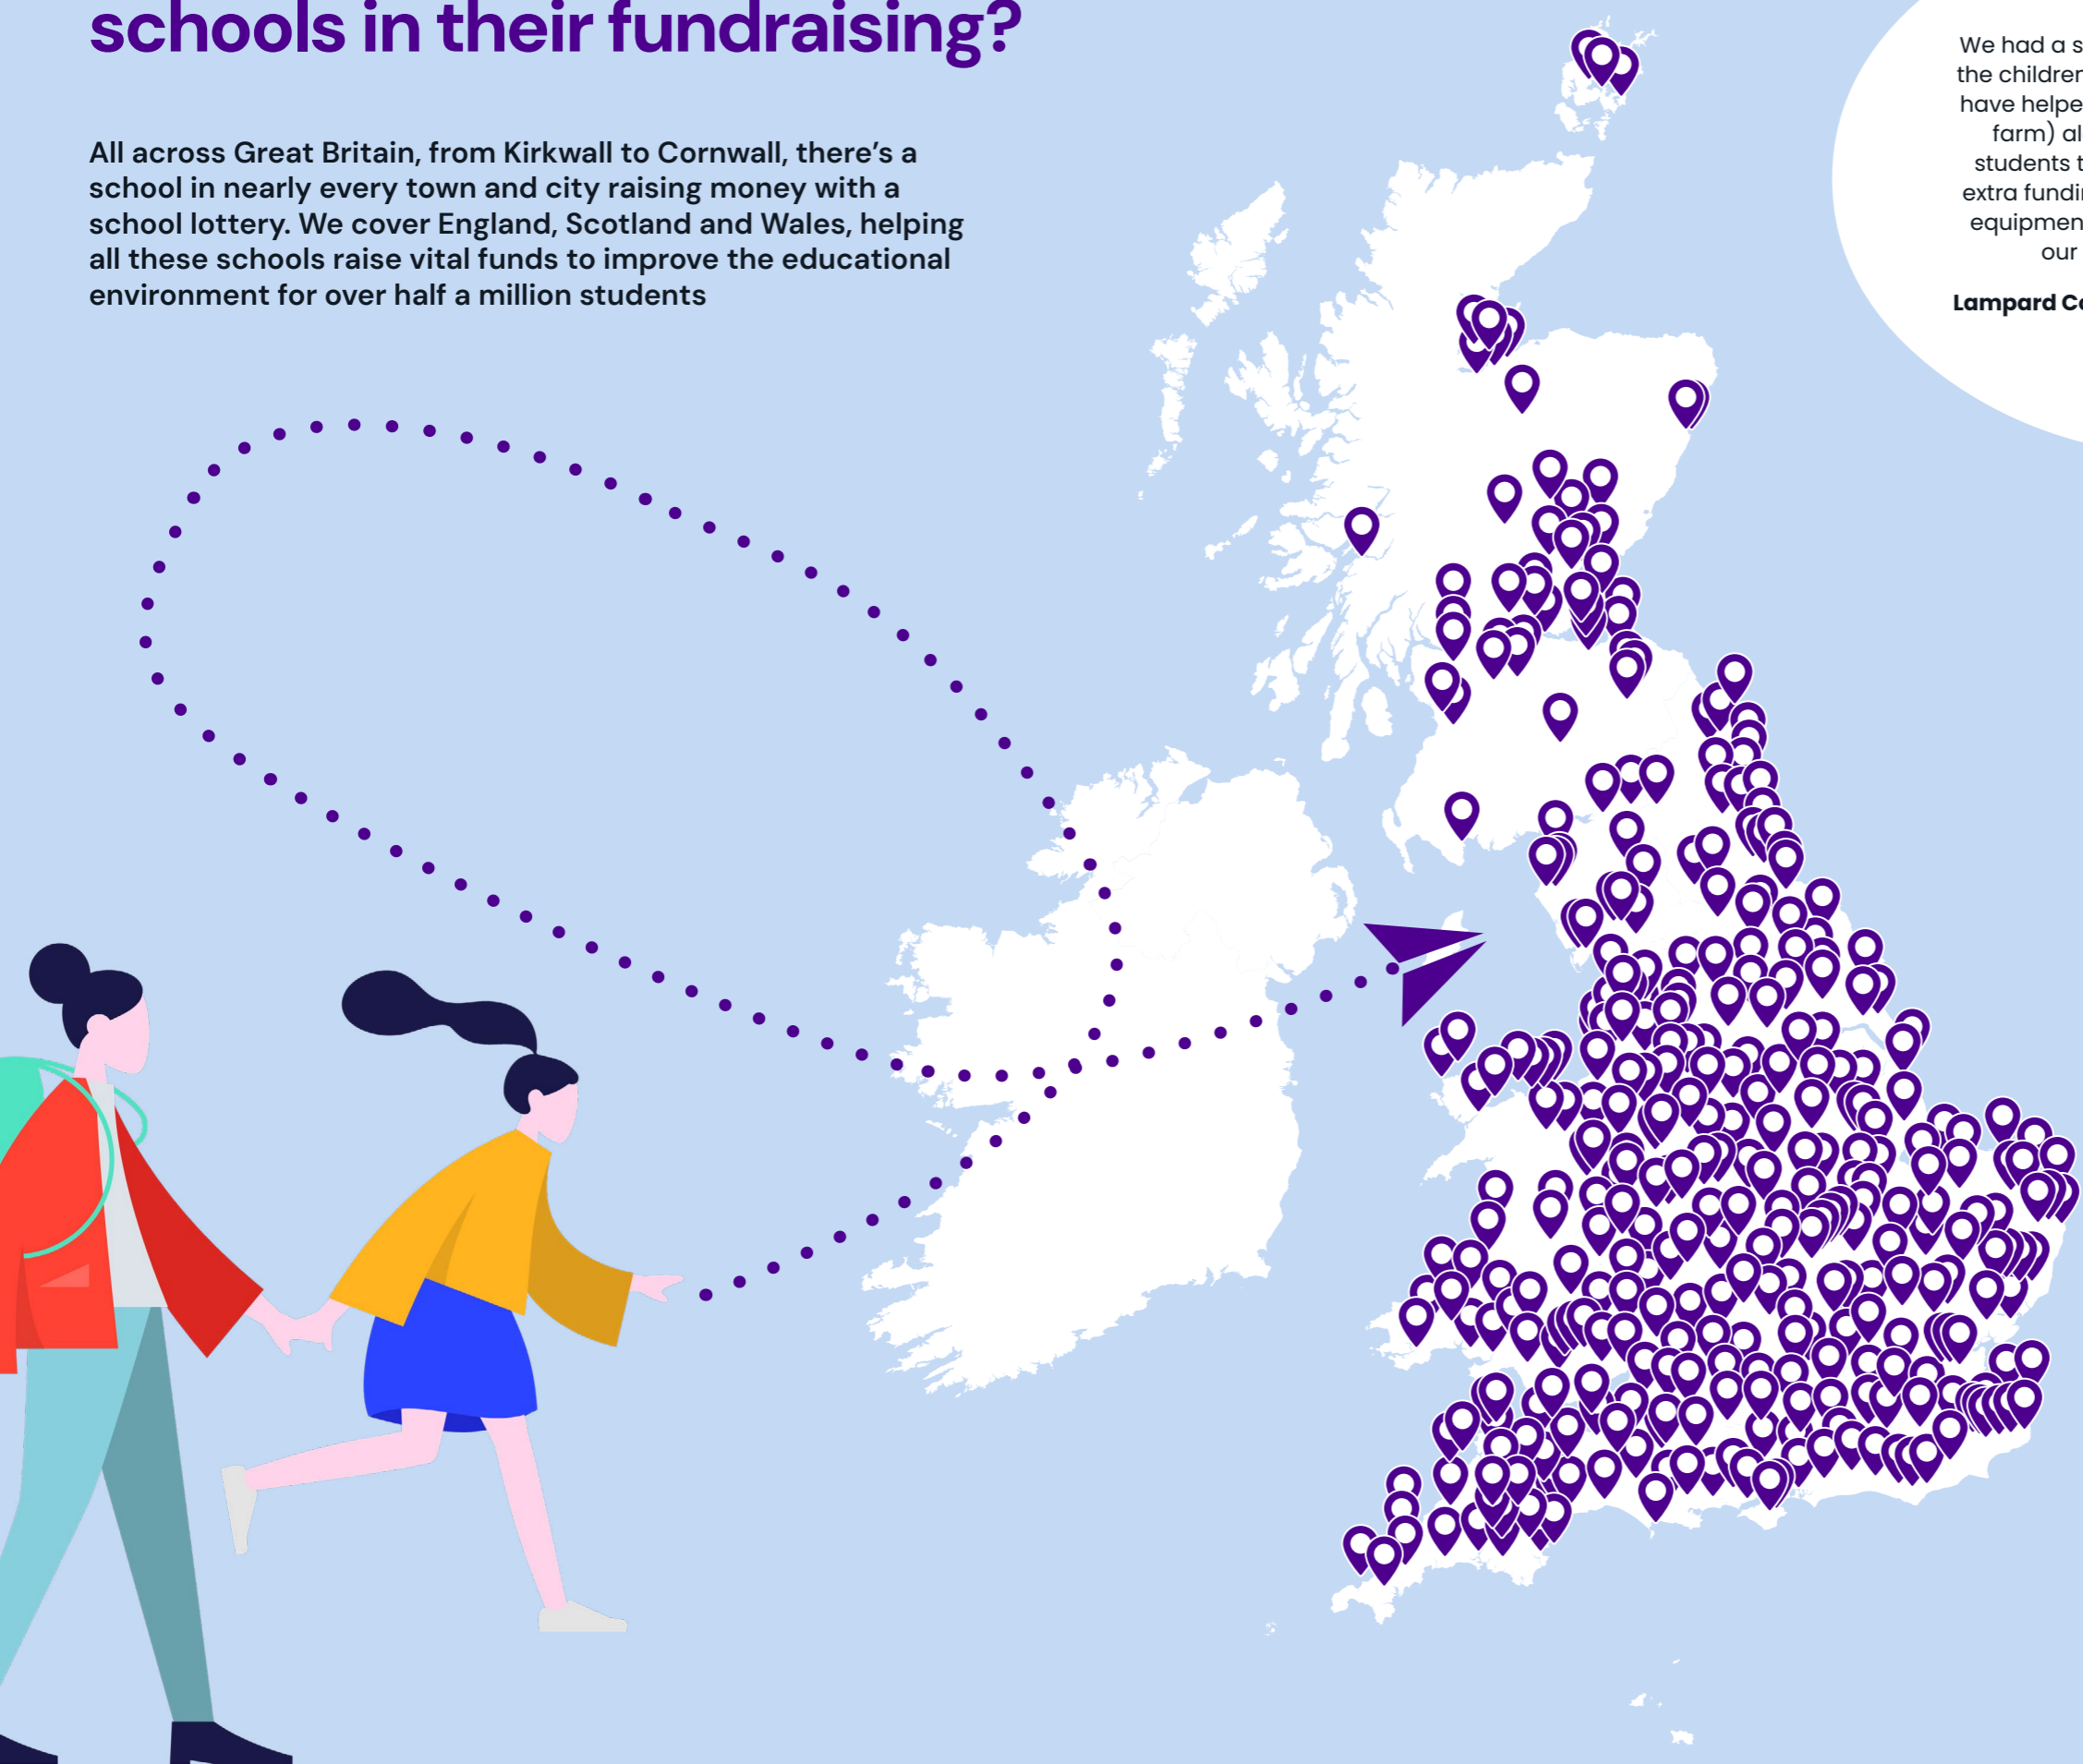 schools in their fundraising?
All across Great Britain, from Kirkwall to Cornwall, there's a
school in nearly every town and city raising money with a
school lottery. We cover England, Scotland and Wales, helping
all these schools raise vital funds to improve the educational
environment for over half a million students
We had a
the children
have
farm)
students
extra
our
Lampard